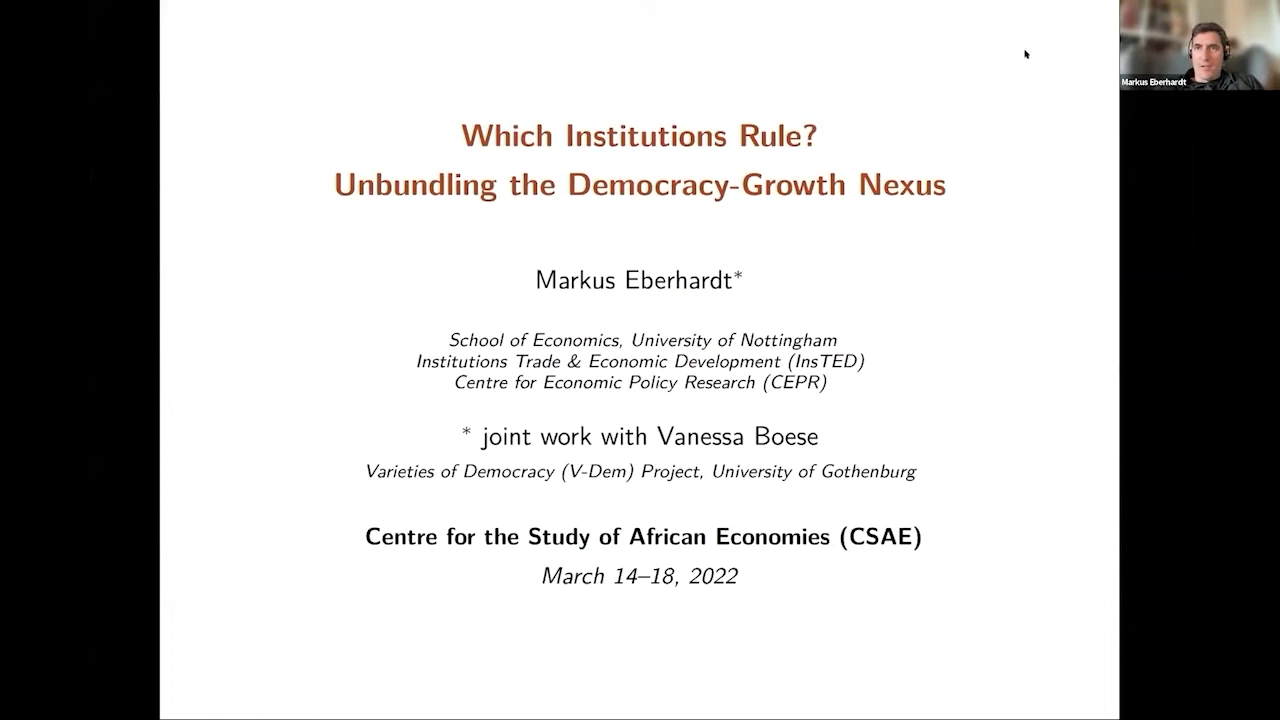 Which Institutions Rule?
Unbundling the Democracy-Growth Nexus
Markus Eberhardt*
School of Economics, University of Nottingham
Institutions Trade & Economic Development (InsTED)
Centre for Economic Policy Research (CEPR)
* joint work with Vanessa Boese
Varieties of Democracy (V-Dem) Project, University of Gothenburg
Centre for the Study of African Economies (CSAE)
March 14–18, 2022
Markus Eberhardt